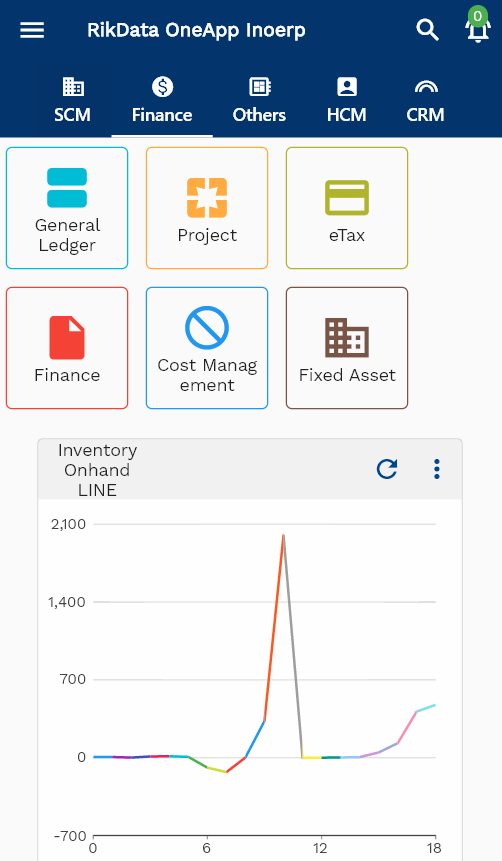 RikData OneApp Inoerp
0
SCM
Finance
Others
HCM
CRM
General
Ledger
Project
eTax
Finance
Cost Manag
ement
Fixed Asset
Inventory
Onhand
LINE
2,100
1,400
700
0
-700
0
6
12
18